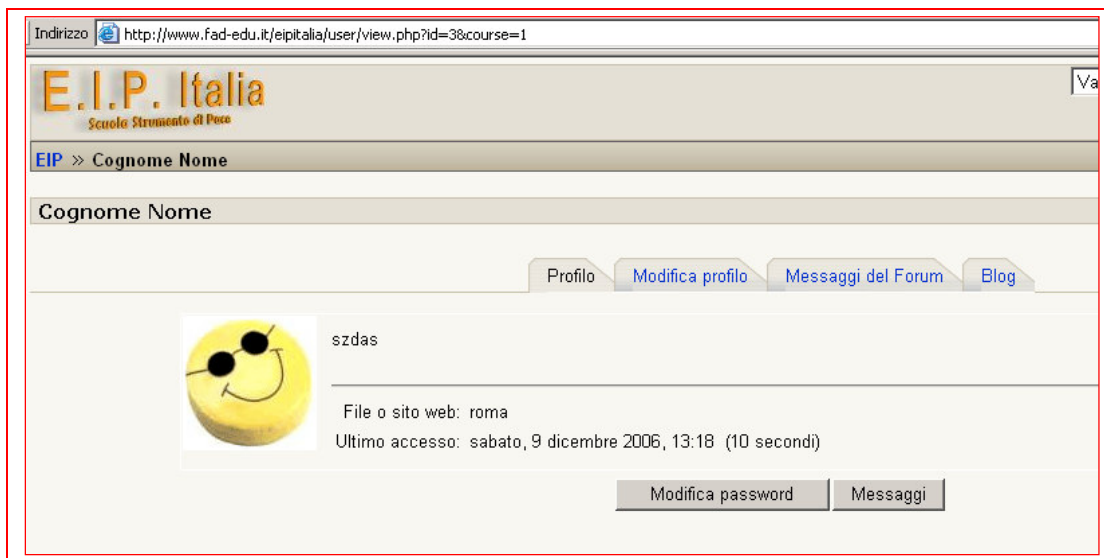 Indirizzo http://www.fad-edu.it/eipitalia/user/view.php?id=3&course=1
E.I.P. Italia
Va
Scuola Strumento di Pace
EIP » Cognome Nome
Cognome Nome
Profilo Modifica profilo Messaggi del Forum Blog
szdas
File o sito web: roma
Ultimo accesso: sabato, 9 dicembre 2006, 13:18 (10 secondi)
Modifica password Messaggi